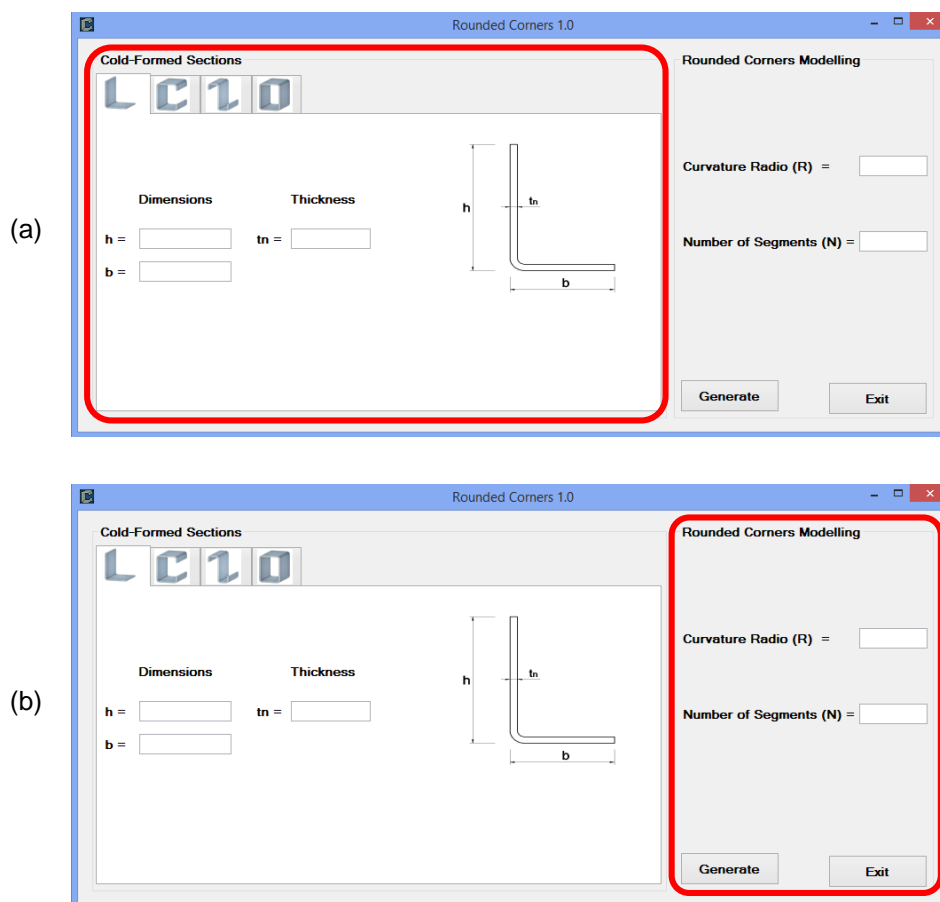 Rounded Corners 1.0
Cold-Formed Sections
Rounded Corners Modelling
Curvature Radio (R) =
Dimensions Thickness
h tn
(a)
h = tn =
Number of Segments (N) =
b =
b
Generate Exit
Rounded Corners 1.0
Cold-Formed Sections
Rounded Corners Modelling
Curvature Radio (R) =
Dimensions Thickness
h tn
(b)
h = tn =
Number of Segments (N) =
b =
b
Generate Exit